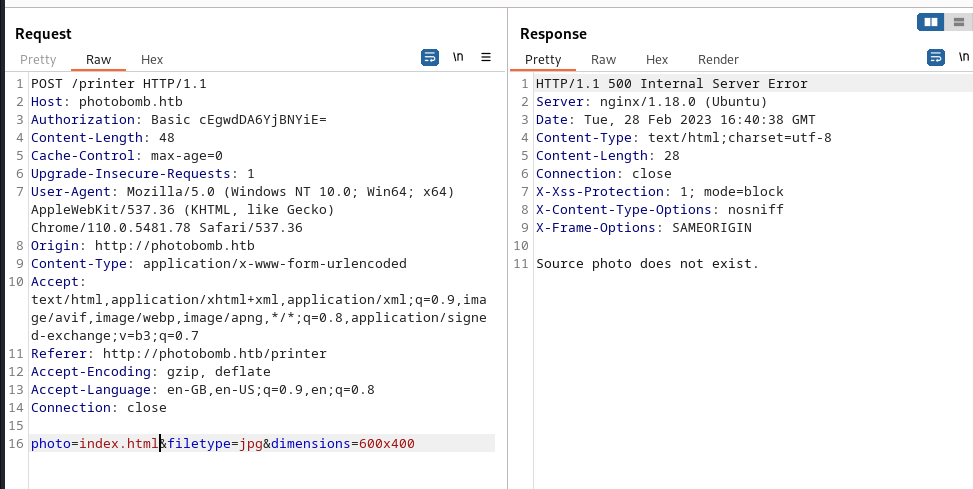 Request
Pretty Raw Hex \n
1 POST /printer HTTP/1.1
2 Host: photobomb.htb
3 Authorization: Basic cEgwdDA6YjBNYiE=
4 Content-Length: 48
5 Cache-Control: max-age=0
6 Upgrade-Insecure-Requests: 1
7 User-Agent: Mozilla/5.0 (Windows NT 10.0; Win64; x64)
AppleWebKit/537.36 (KHTML, like Gecko)
Chrome/110.0.5481.78 Safari/537.36
8 Origin: http://photobomb.htb
9 Content-Type: application/x-www-form-urlencoded
10 Accept:
text/html,application/xhtml+xml,application/xml;q=0.9,ima
ge/avif,image/webp,image/apng,*/*;q=0.8,application/signe
d-exchange;v=b3;q=0.7
11 Referer: http://photobomb.htb/printer
12 Accept-Encoding: gzip, deflate
13 Accept-Language: en-GB,en-US;q=0.9,en;q=0.8
14 Connection: close
15
16 photo=index.html&filetype=jpg&dimensions=600x400
Response
Pretty Raw Hex Render \n
1 HTTP/1.1 500 Internal Server Error
2 Server: nginx/1.18.0 (Ubuntu)
3 Date: Tue, 28 Feb 2023 16:40:38 GMT
4 Content-Type: text/html;charset=utf-8
5 Content-Length: 28
6 Connection: close
7 X-Xss-Protection: 1; mode=block
8 X-Content-Type-Options: nosniff
9 X-Frame-Options: SAMEORIGIN
10
11 Source photo does not exist.